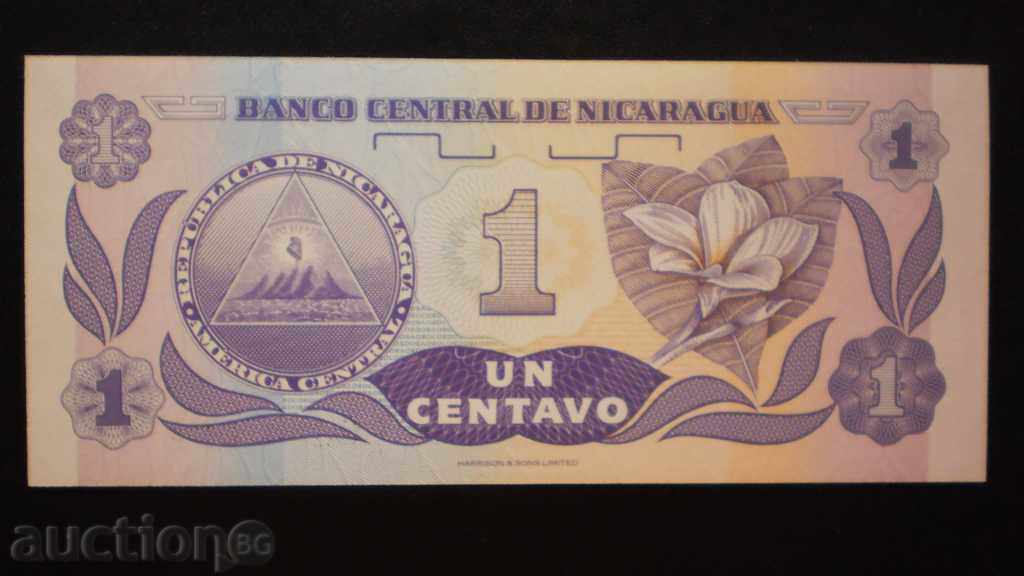 BANCO CENTRAL DE NICARAGUA
1
1
REPUBLICA DE NICARAGUA
AMERICA CENTRAL
1
UN
CENTAVO
1
1
HARRISON & SONS LIMITED
auctionBG